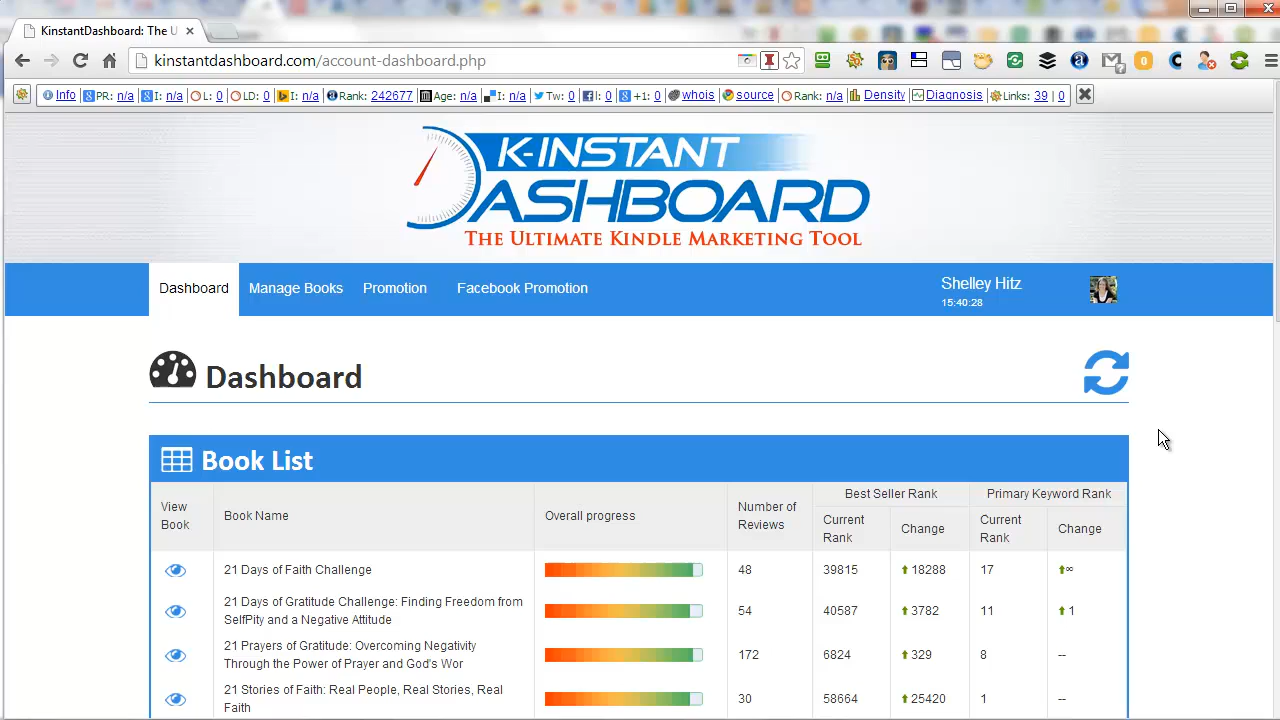 KinstantDashboard: The U
kinstantdashboard.com/account-dashboard.php
Info PR: n/a I: n/a L: 0 LD: 0 I: n/a Rank: 242677 Age: n/a I: n/a Tw: 0 I: 0 +1: 0 whois source Rank: n/a Density Diagnosis Links: 39 | 0
K-INSTANT
DASHBOARD
THE ULTIMATE KINDLE MARKETING TOOL
Dashboard Manage Books Promotion Facebook Promotion Shelley Hitz
15:40:28
Dashboard
Book List
View Book Book Name Overall progress Number of Reviews Best Seller Rank Primary Keyword Rank
Current Rank Change Current Rank Change
21 Days of Faith Challenge 48 39815 18288 17 ∞
21 Days of Gratitude Challenge: Finding Freedom from
SelfPity and a Negative Attitude 54 40587 3782 11 1
21 Prayers of Gratitude: Overcoming Negativity
Through the Power of Prayer and God's Wor 172 6824 329 8 --
21 Stories of Faith: Real People, Real Stories, Real
Faith 30 58664 25420 1 --